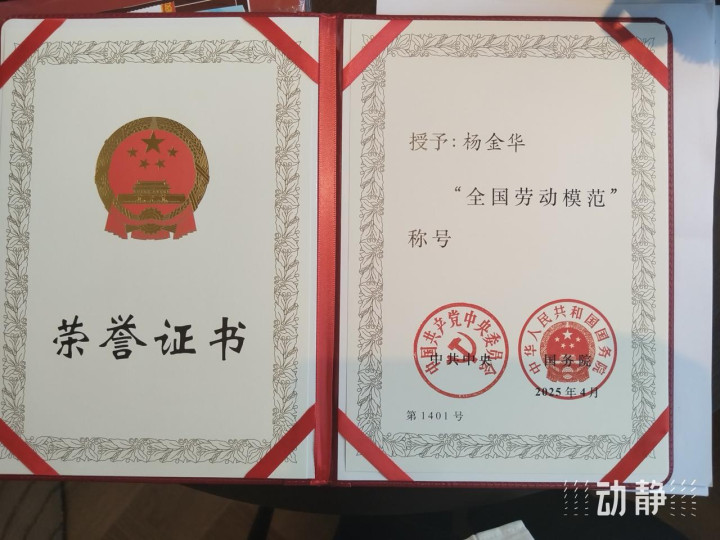 荣誉证书
授予：杨金华
“全国劳动模范”
称号
中国共产党中央委员会
中共中央
中华人民共和国国务院
国务院
2025年4月
第1401号
动静